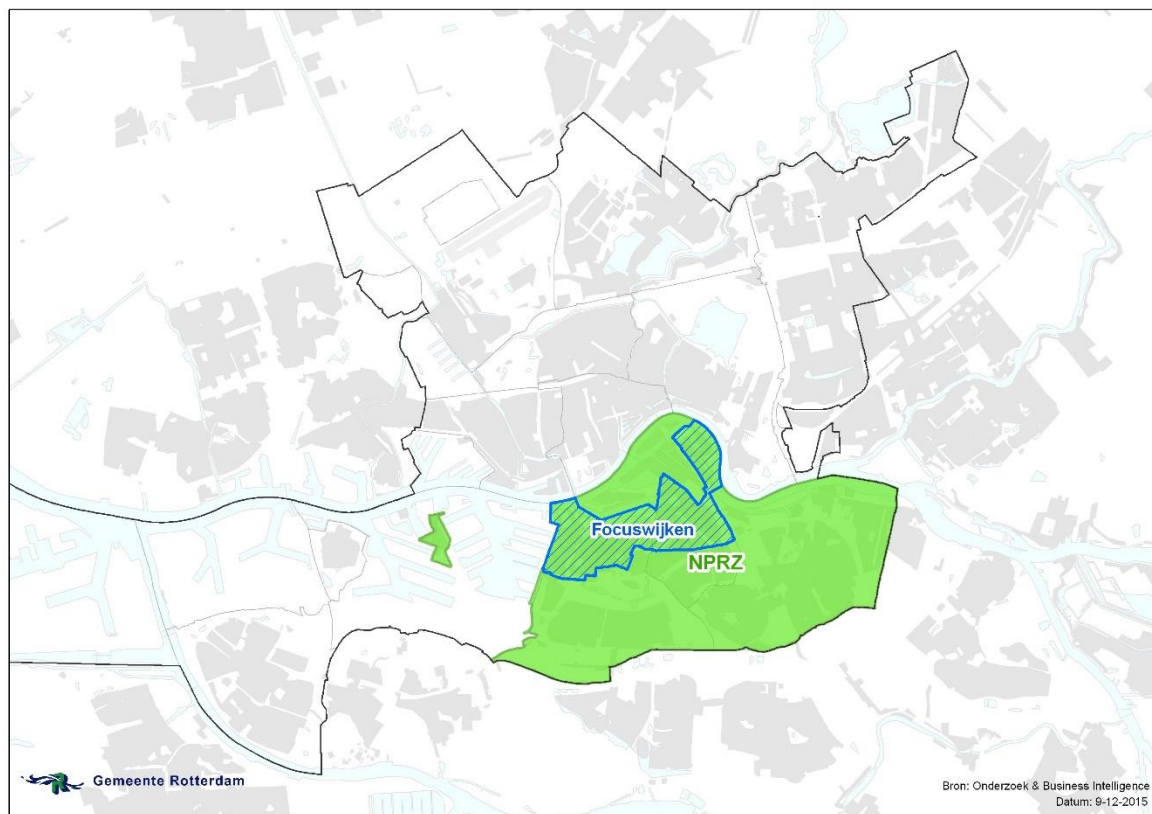 Focuswijken
NPRZ
Gemeente Rotterdam
Bron: Onderzoek & Business Intelligence
Datum: 9-12-2015